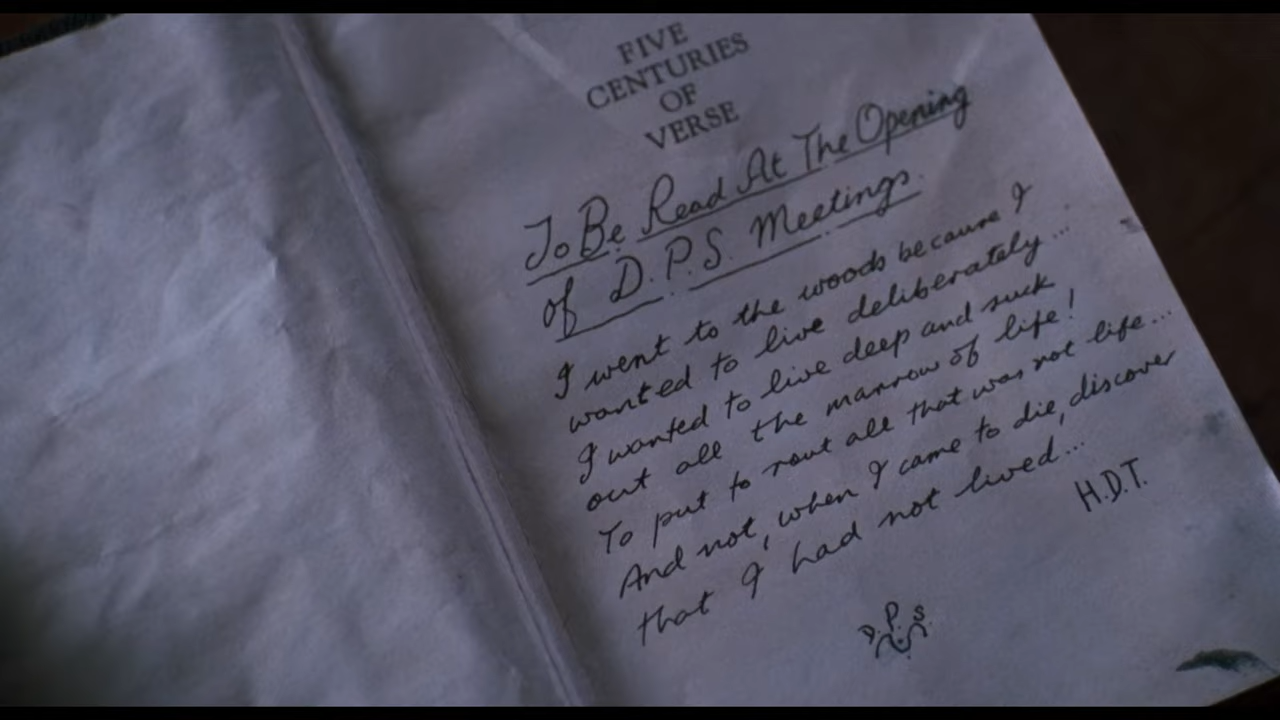 FIVE
CENTURIES
OF
VERSE
To Be Read At The Opening
of D.P.S. Meetings.
I went to the woods because I
wanted to live deliberately...
I wanted to live deep and suck
out all the marrow of life!
To put to rout all that was not life...
And not, when I came to die, discover
that I had not lived...
H.D.T.
D.P.S